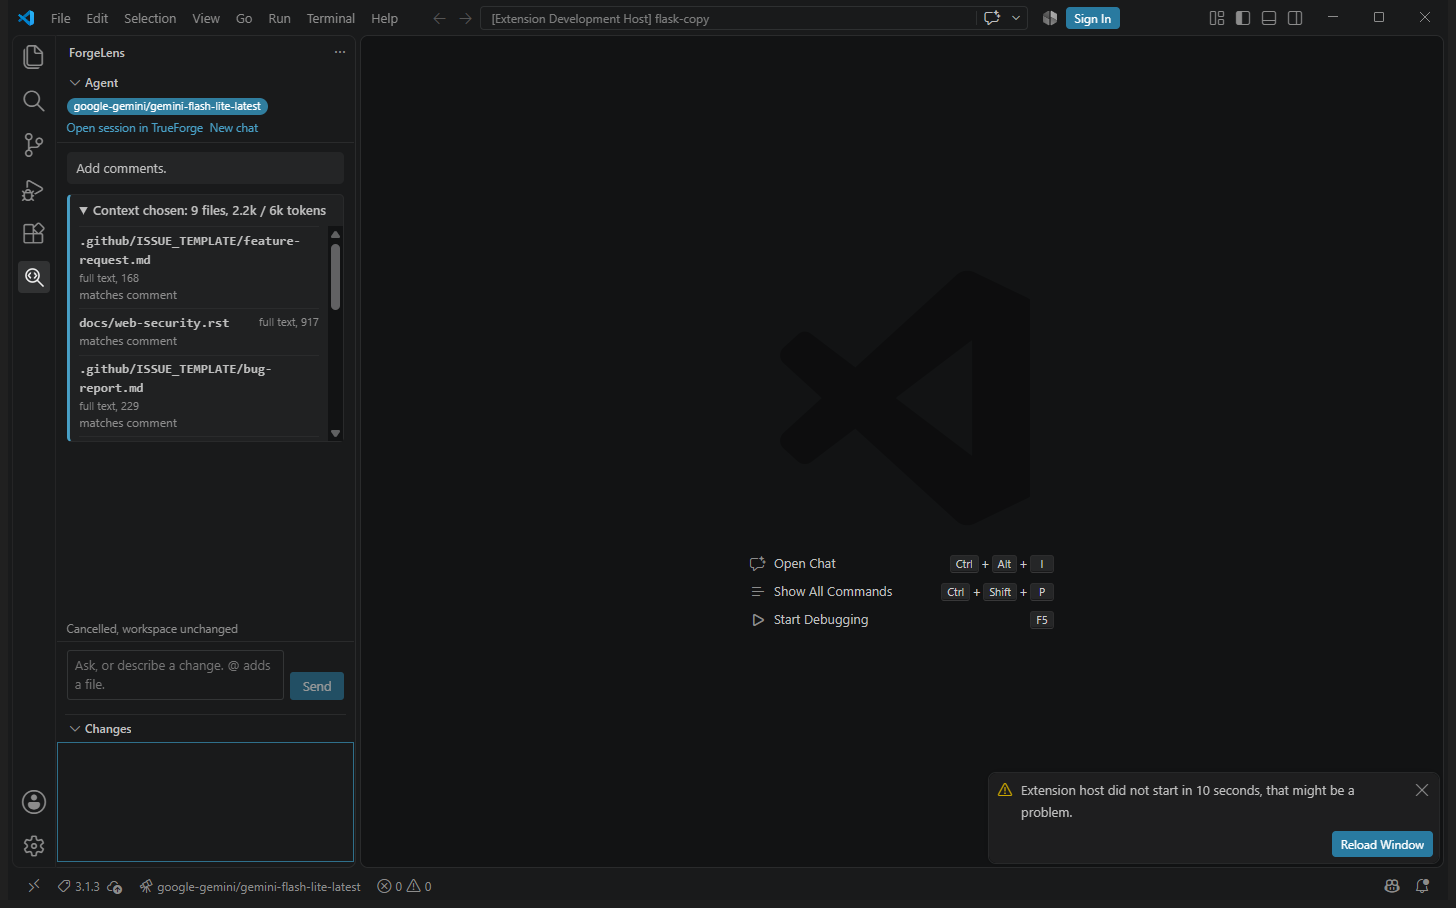 File Edit Selection View Go Run Terminal Help
[Extension Development Host] flask-copy
Sign In
ForgeLens
Agent
google-gemini/gemini-flash-lite-latest
Open session in TrueForge New chat
Add comments.
Context chosen: 9 files, 2.2k / 6k tokens
.github/ISSUE_TEMPLATE/feature-
request.md
full text, 168
matches comment
docs/web-security.rst full text, 917
matches comment
.github/ISSUE_TEMPLATE/bug-
report.md
full text, 229
matches comment
Cancelled, workspace unchanged
Ask, or describe a change. @ adds
a file.
Send
Changes
Open Chat Ctrl + Alt + I
Show All Commands Ctrl + Shift + P
Start Debugging F5
Extension host did not start in 10 seconds, that might be a
problem.
Reload Window
3.1.3 google-gemini/gemini-flash-lite-latest 0 0